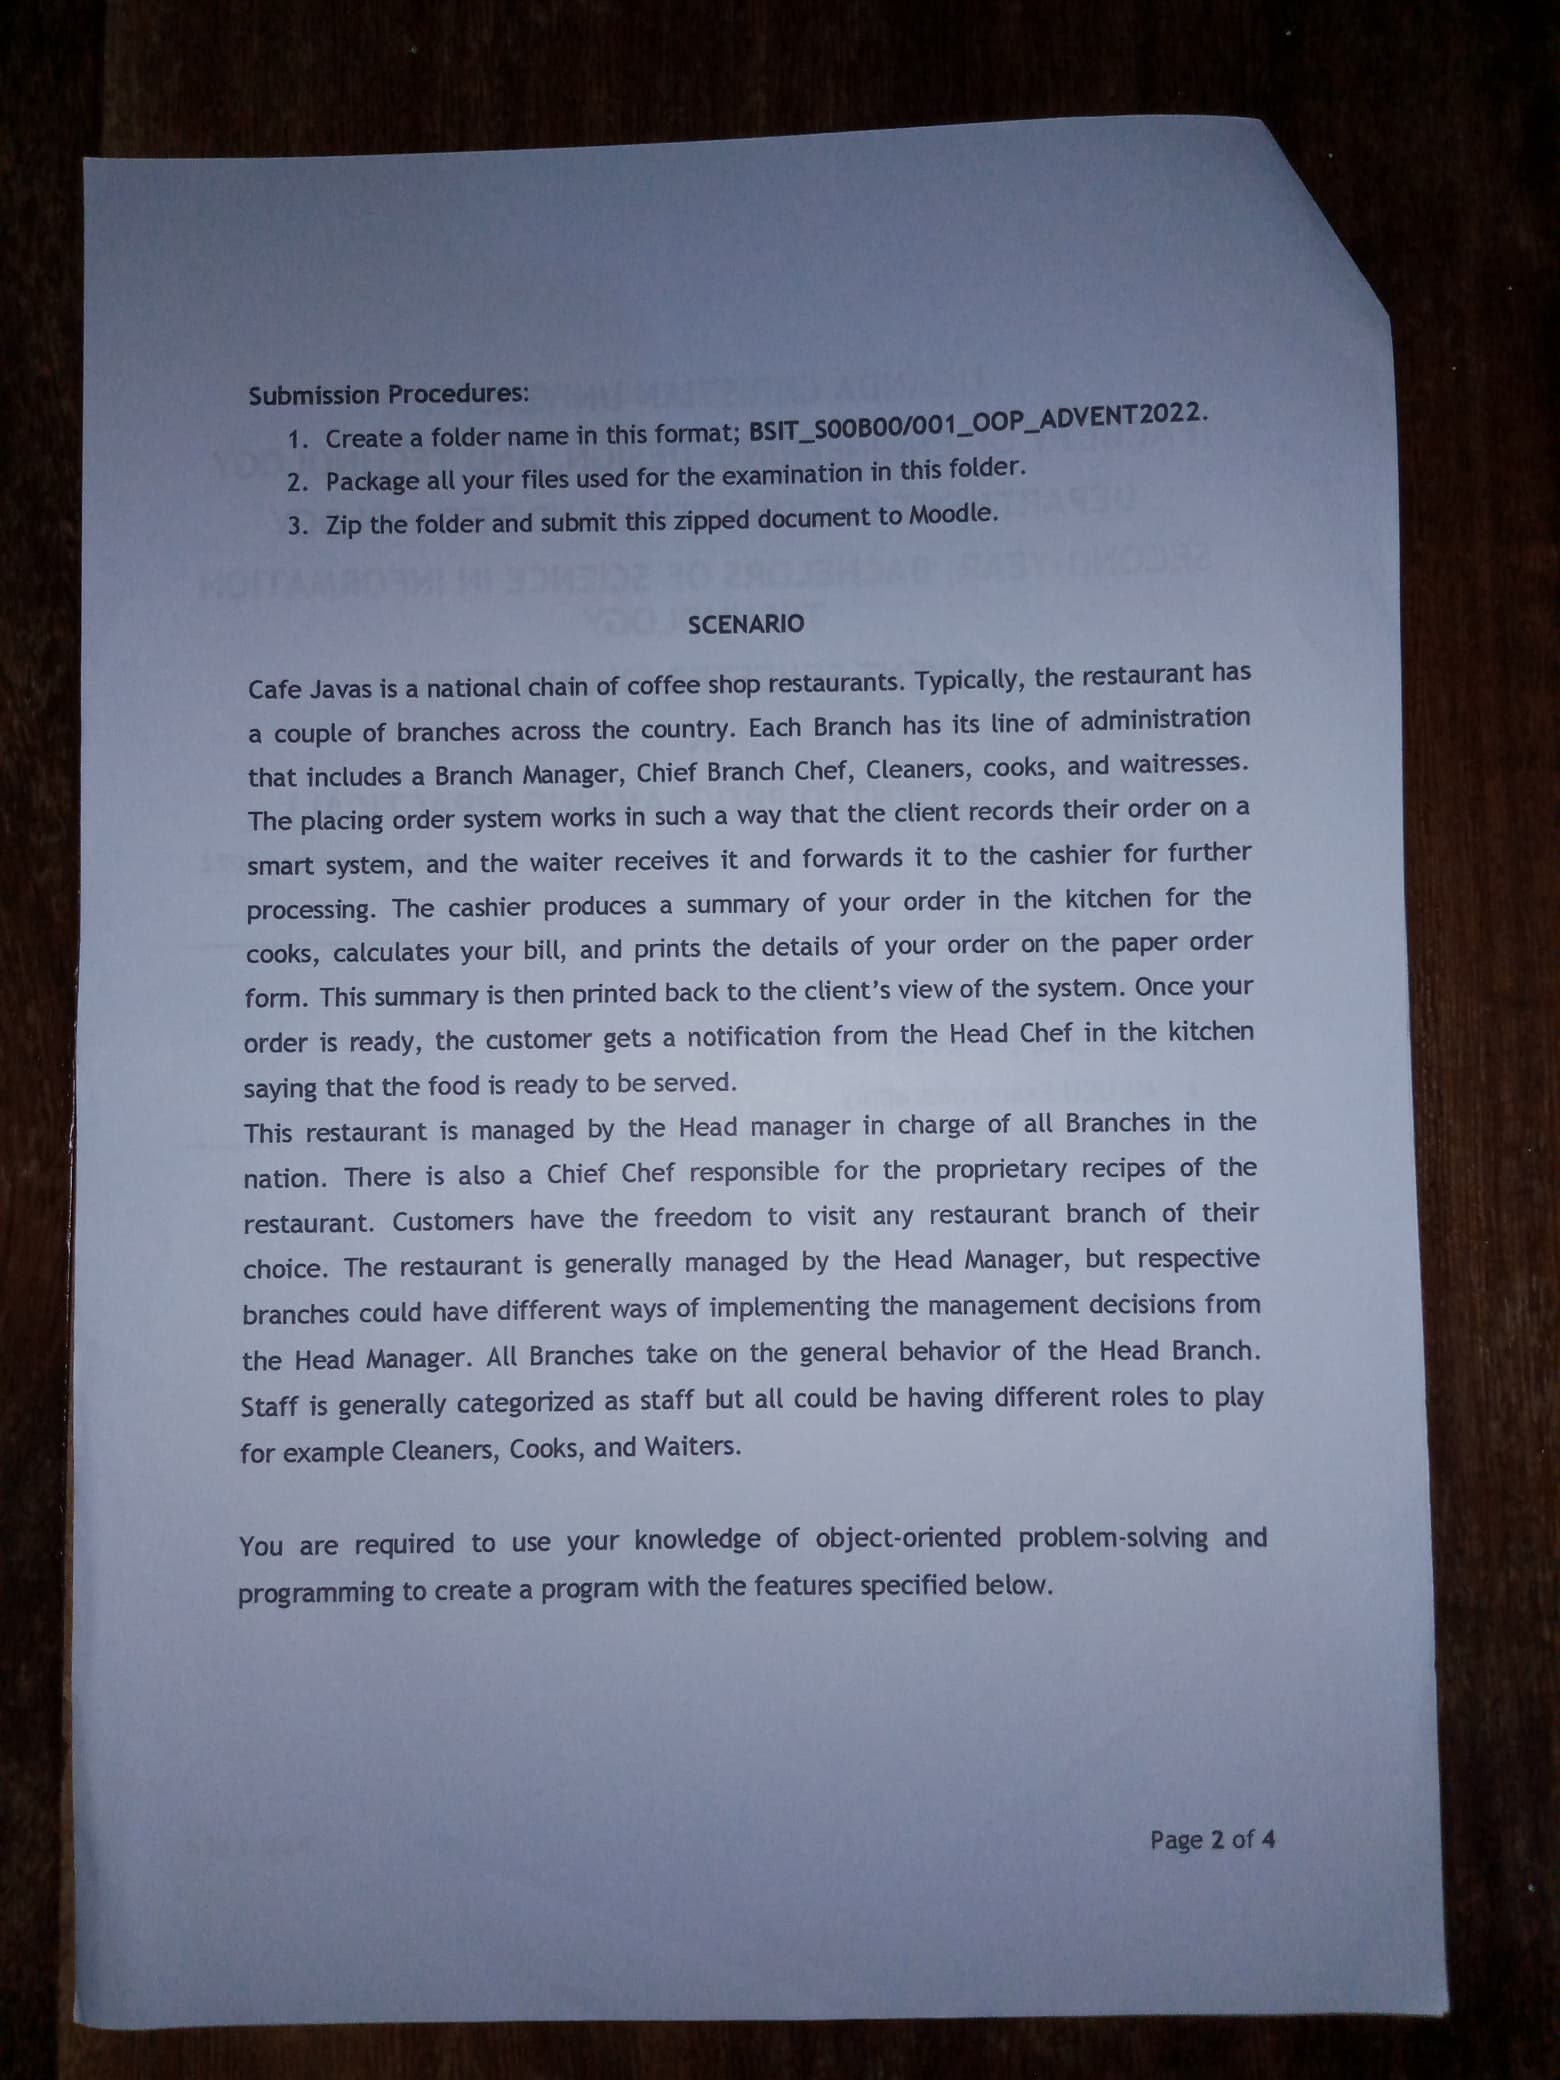 Submission Procedures:
1. Create a folder name in this format; BSIT_S00B00/001_OOP_ADVENT2022.
2. Package all your files used for the examination in this folder.
3. Zip the folder and submit this zipped document to Moodle.
SCENARIO
Cafe Javas is a national chain of coffee shop restaurants. Typically, the restaurant has
a couple of branches across the country. Each Branch has its line of administration
that includes a Branch Manager, Chief Branch Chef, Cleaners, cooks, and waitresses.
The placing order system works in such a way that the client records their order on a
smart system, and the waiter receives it and forwards it to the cashier for further
processing. The cashier produces a summary of your order in the kitchen for the
cooks, calculates your bill, and prints the details of your order on the paper order
form. This summary is then printed back to the client’s view of the system. Once your
order is ready, the customer gets a notification from the Head Chef in the kitchen
saying that the food is ready to be served.
This restaurant is managed by the Head manager in charge of all Branches in the
nation. There is also a Chief Chef responsible for the proprietary recipes of the
restaurant. Customers have the freedom to visit any restaurant branch of their
choice. The restaurant is generally managed by the Head Manager, but respective
branches could have different ways of implementing the management decisions from
the Head Manager. All Branches take on the general behavior of the Head Branch.
Staff is generally categorized as staff but all could be having different roles to play
for example Cleaners, Cooks, and Waiters.
You are required to use your knowledge of object-oriented problem-solving and
programming to create a program with the features specified below.
Page 2 of 4